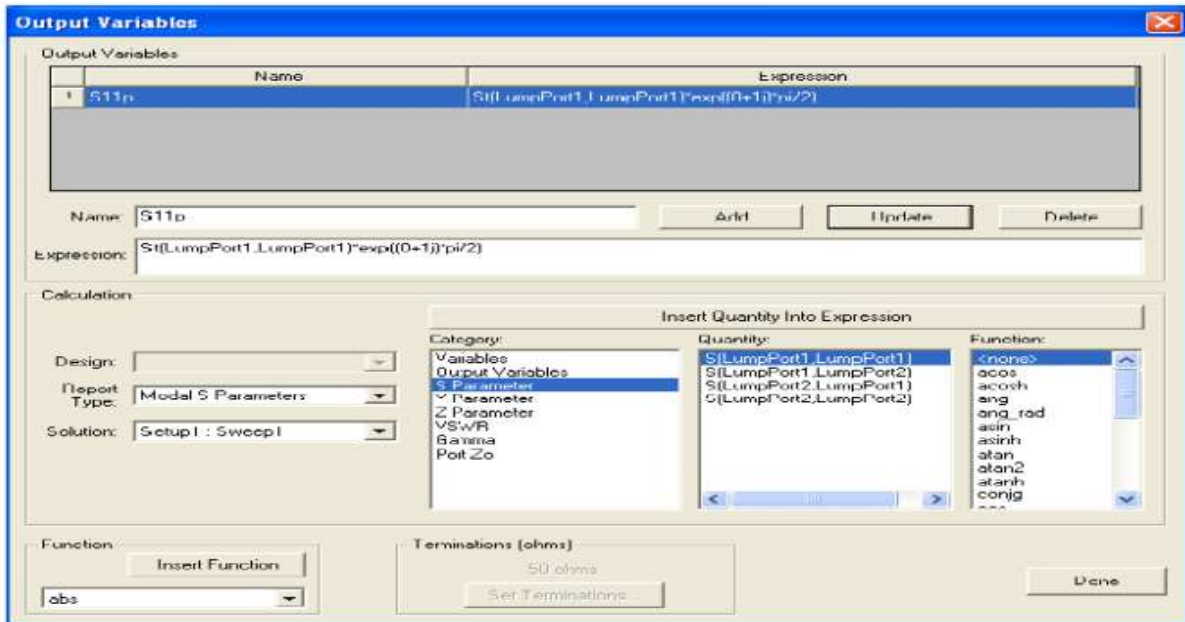 Output Variables
Output Variables
Name Expression
1 S11p St(LumpPort1,LumpPort1)*exp((0+1j)*pi/2)
Name: S11p Add Update Delete
Expression: St(LumpPort1,LumpPort1)*exp((0+1j)*pi/2)
Calculation
Insert Quantity Into Expression
Category: Quantity: Function:
Design:
Report Type: Modal S Parameters
Solution: Setup1 : Sweep1
Variables
Output Variables
S Parameter
Y Parameter
Z Parameter
VSWR
Gamma
Port Zo
S(LumpPort1,LumpPort1)
S(LumpPort1,LumpPort2)
S(LumpPort2,LumpPort1)
S(LumpPort2,LumpPort2)
<none>
acos
acosh
ang
ang_rad
asin
asinh
atan
atan2
atanh
conjg
Function
Insert Function
abs
Terminations (ohms)
50 ohms
Set Terminations...
Done